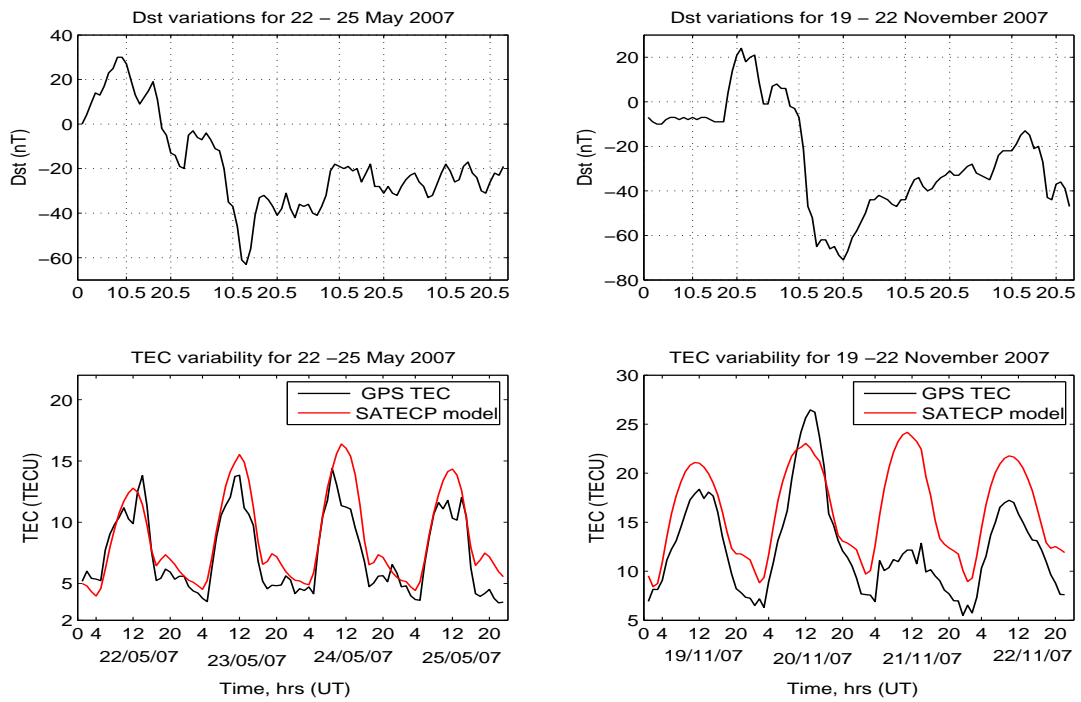 Dst variations for 22 – 25 May 2007
40
20
0
−20
−40
−60
Dst (nT)
0 10.5 20.5 10.5 20.5 10.5 20.5 10.5 20.5
Dst variations for 19 – 22 November 2007
20
0
−20
−40
−60
−80
Dst (nT)
0 10.5 20.5 10.5 20.5 10.5 20.5 10.5 20.5
TEC variability for 22 –25 May 2007
20
15
10
5
2
TEC (TECU)
GPS TEC
SATECP model
0 4 12 20 4 12 20 4 12 20 4 12 20
22/05/07 23/05/07 24/05/07 25/05/07
Time, hrs (UT)
TEC variability for 19 –22 November 2007
30
25
20
15
10
5
TEC (TECU)
GPS TEC
SATECP model
0 4 12 20 4 12 20 4 12 20 4 12 20
19/11/07 20/11/07 21/11/07 22/11/07
Time, hrs (UT)